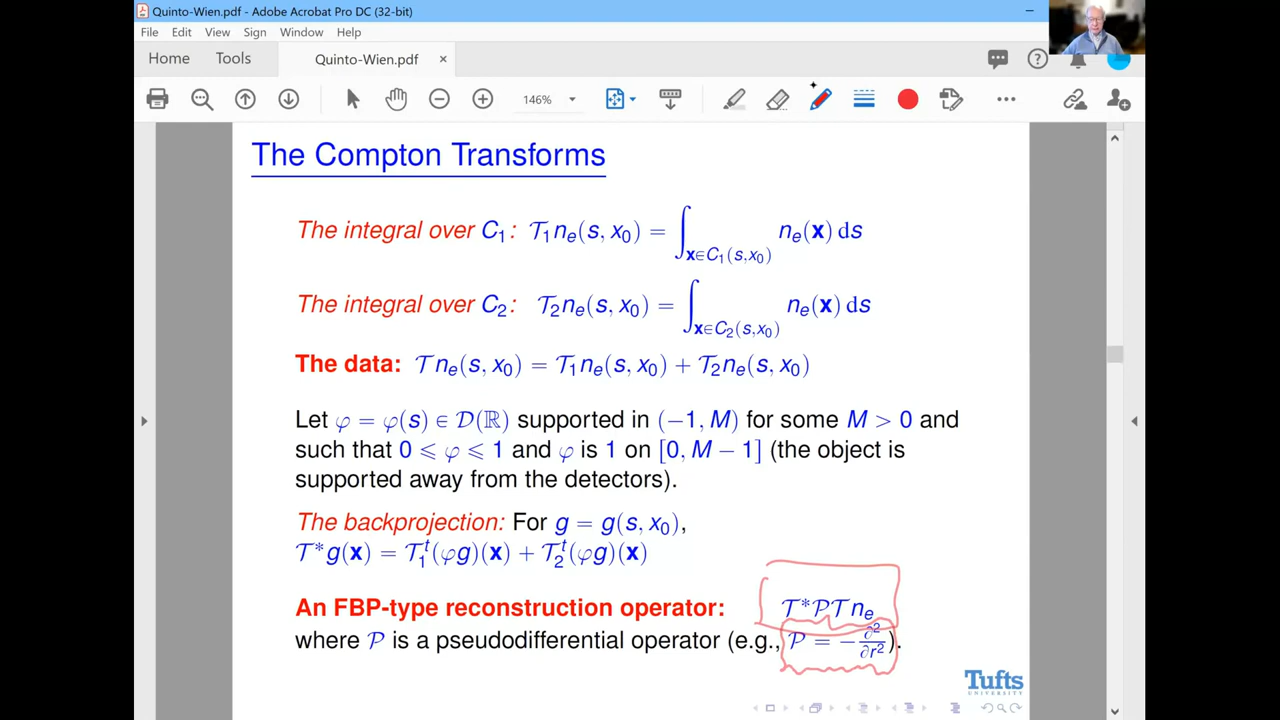 Quinto-Wien.pdf - Adobe Acrobat Pro DC (32-bit)
File Edit View Sign Window Help
Home Tools Quinto-Wien.pdf ×
146%
The Compton Transforms
The integral over C₁: 𝒯₁nₑ(s, x₀) = ∫_{𝐱∈C₁(s,x₀)} nₑ(𝐱) ds
The integral over C₂: 𝒯₂nₑ(s, x₀) = ∫_{𝐱∈C₂(s,x₀)} nₑ(𝐱) ds
The data: 𝒯nₑ(s, x₀) = 𝒯₁nₑ(s, x₀) + 𝒯₂nₑ(s, x₀)
Let φ = φ(s) ∈ 𝒟(ℝ) supported in (−1, M) for some M > 0 and
such that 0 ⩽ φ ⩽ 1 and φ is 1 on [0, M − 1] (the object is
supported away from the detectors).
The backprojection: For g = g(s, x₀),
𝒯*g(𝐱) = 𝒯₁ᵗ(φg)(𝐱) + 𝒯₂ᵗ(φg)(𝐱)
An FBP-type reconstruction operator: 𝒯*𝒫𝒯nₑ
where 𝒫 is a pseudodifferential operator (e.g., 𝒫 = −∂²/∂r²).
Tufts
UNIVERSITY